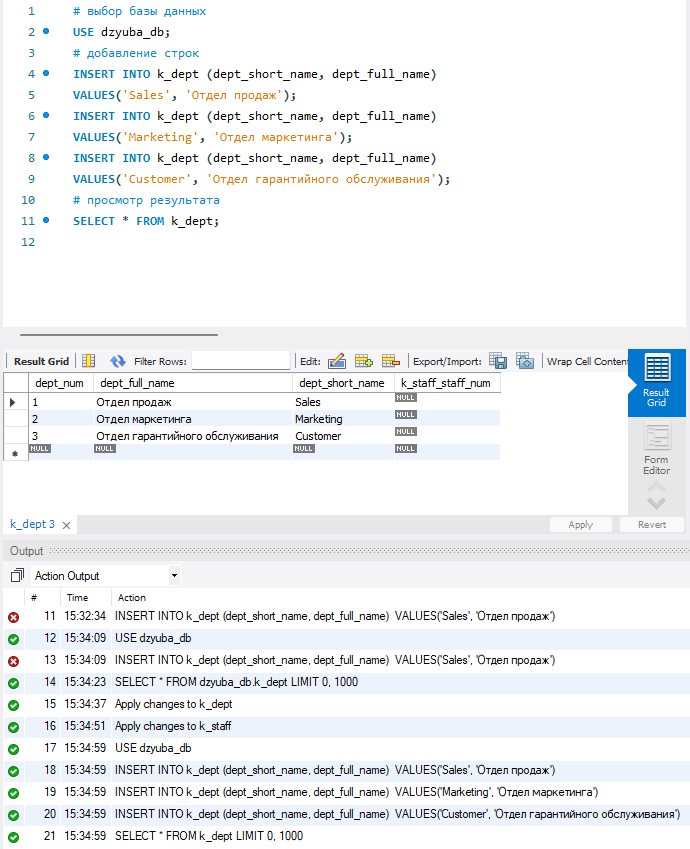 1 # выбор базы данных
2 USE dzyuba_db;
3 # добавление строк
4 INSERT INTO k_dept (dept_short_name, dept_full_name)
5 VALUES('Sales', 'Отдел продаж');
6 INSERT INTO k_dept (dept_short_name, dept_full_name)
7 VALUES('Marketing', 'Отдел маркетинга');
8 INSERT INTO k_dept (dept_short_name, dept_full_name)
9 VALUES('Customer', 'Отдел гарантийного обслуживания');
10 # просмотр результата
11 SELECT * FROM k_dept;
12
Result Grid Filter Rows: Edit: Export/Import: Wrap Cell Conten
dept_num dept_full_name dept_short_name k_staff_staff_num
1 Отдел продаж Sales NULL
2 Отдел маркетинга Marketing NULL
3 Отдел гарантийного обслуживания Customer NULL
NULL NULL NULL NULL
Result
Grid
Form
Editor
k_dept 3 Apply Revert
Output
Action Output
# Time Action
11 15:32:34 INSERT INTO k_dept (dept_short_name, dept_full_name) VALUES('Sales', 'Отдел продаж')
12 15:34:09 USE dzyuba_db
13 15:34:09 INSERT INTO k_dept (dept_short_name, dept_full_name) VALUES('Sales', 'Отдел продаж')
14 15:34:23 SELECT * FROM dzyuba_db.k_dept LIMIT 0, 1000
15 15:34:37 Apply changes to k_dept
16 15:34:51 Apply changes to k_staff
17 15:34:59 USE dzyuba_db
18 15:34:59 INSERT INTO k_dept (dept_short_name, dept_full_name) VALUES('Sales', 'Отдел продаж')
19 15:34:59 INSERT INTO k_dept (dept_short_name, dept_full_name) VALUES('Marketing', 'Отдел маркетинга')
20 15:34:59 INSERT INTO k_dept (dept_short_name, dept_full_name) VALUES('Customer', 'Отдел гарантийного обслуживания')
21 15:34:59 SELECT * FROM k_dept LIMIT 0, 1000